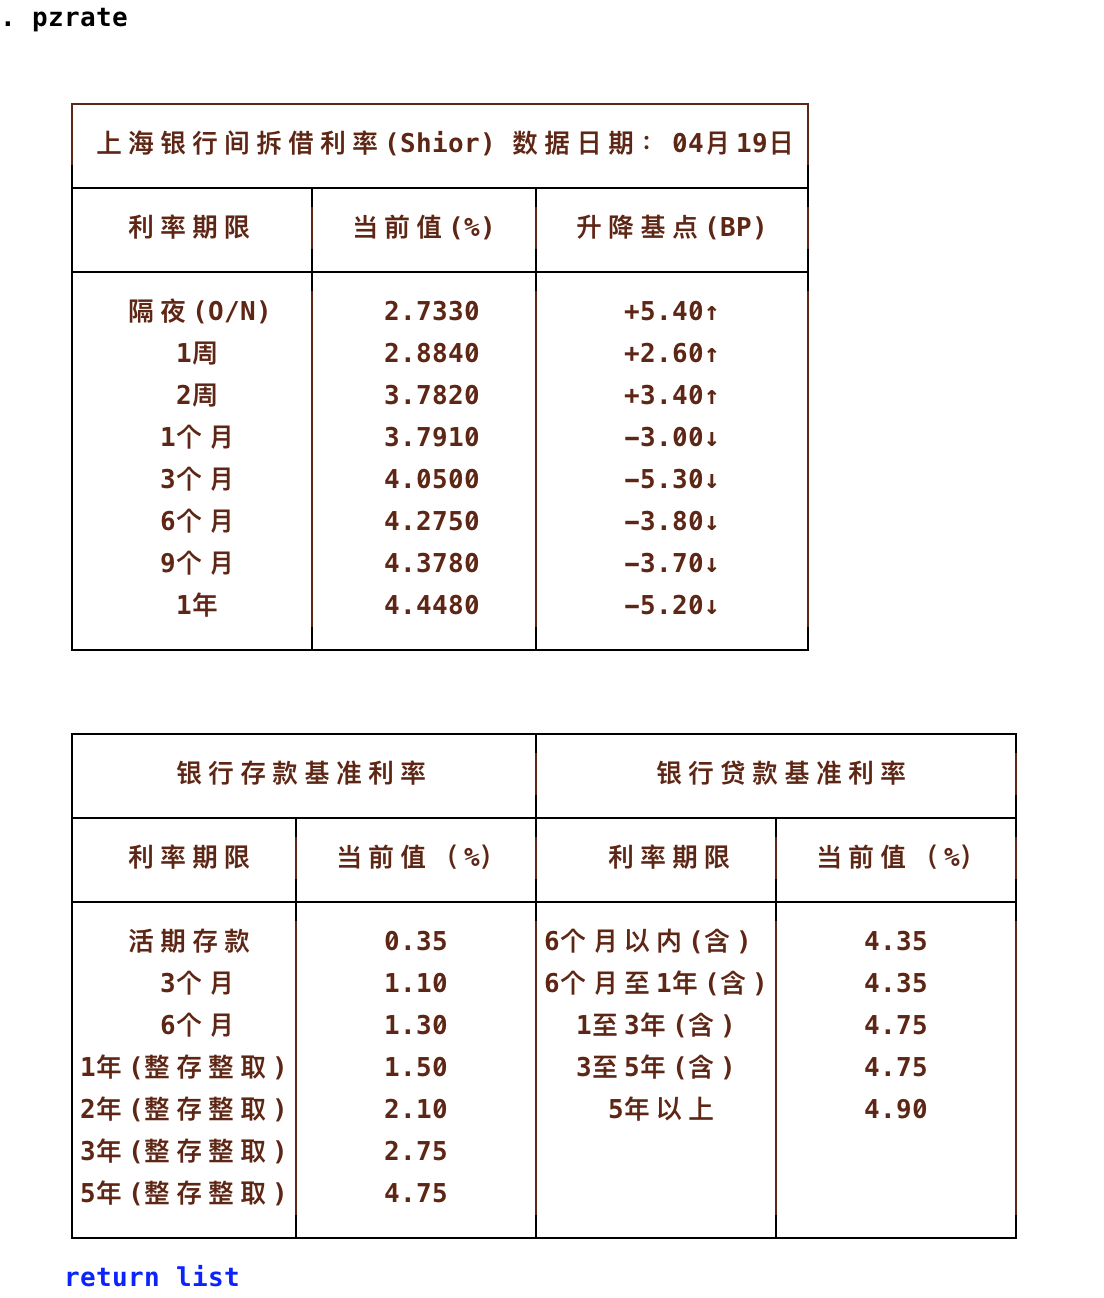 . pzrate
上海银行间拆借利率(Shior) 数据日期: 04月19日
利率期限 当前值(%) 升降基点(BP)
隔夜(O/N) 2.7330 +5.40↑
1周 2.8840 +2.60↑
2周 3.7820 +3.40↑
1个月 3.7910 −3.00↓
3个月 4.0500 −5.30↓
6个月 4.2750 −3.80↓
9个月 4.3780 −3.70↓
1年 4.4480 −5.20↓
银行存款基准利率 银行贷款基准利率
利率期限 当前值（%） 利率期限 当前值（%）
活期存款 0.35 6个月以内(含) 4.35
3个月 1.10 6个月至1年(含) 4.35
6个月 1.30 1至3年(含) 4.75
1年(整存整取) 1.50 3至5年(含) 4.75
2年(整存整取) 2.10 5年以上 4.90
3年(整存整取) 2.75
5年(整存整取) 4.75
return list